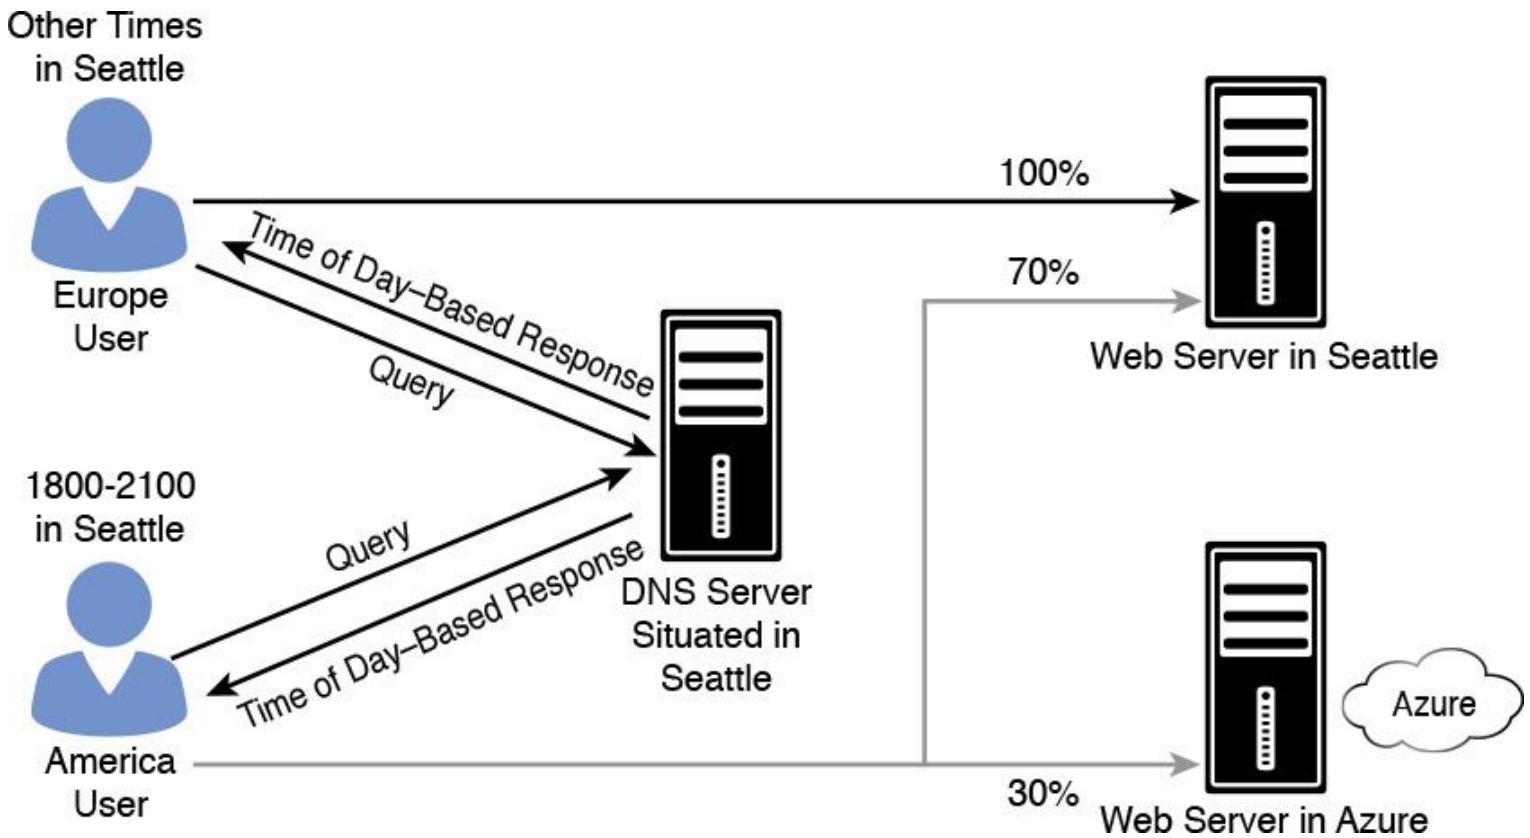 Other Times
in Seattle
Europe
User
100%
Time of Day–Based Response
Query
70%
Web Server in Seattle
1800-2100
in Seattle
America
User
Query
Time of Day–Based Response
DNS Server
Situated in
Seattle
30%
Azure
Web Server in Azure